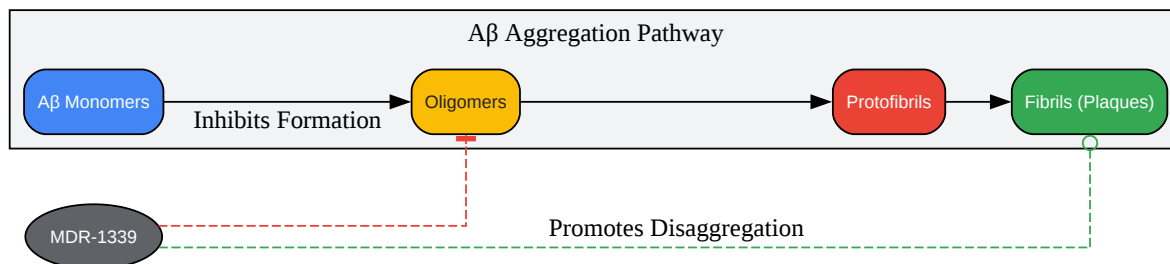 Aβ Aggregation Pathway
Aβ Monomers
Oligomers
Protofibrils
Fibrils (Plaques)
Inhibits Formation
MDR-1339
Promotes Disaggregation